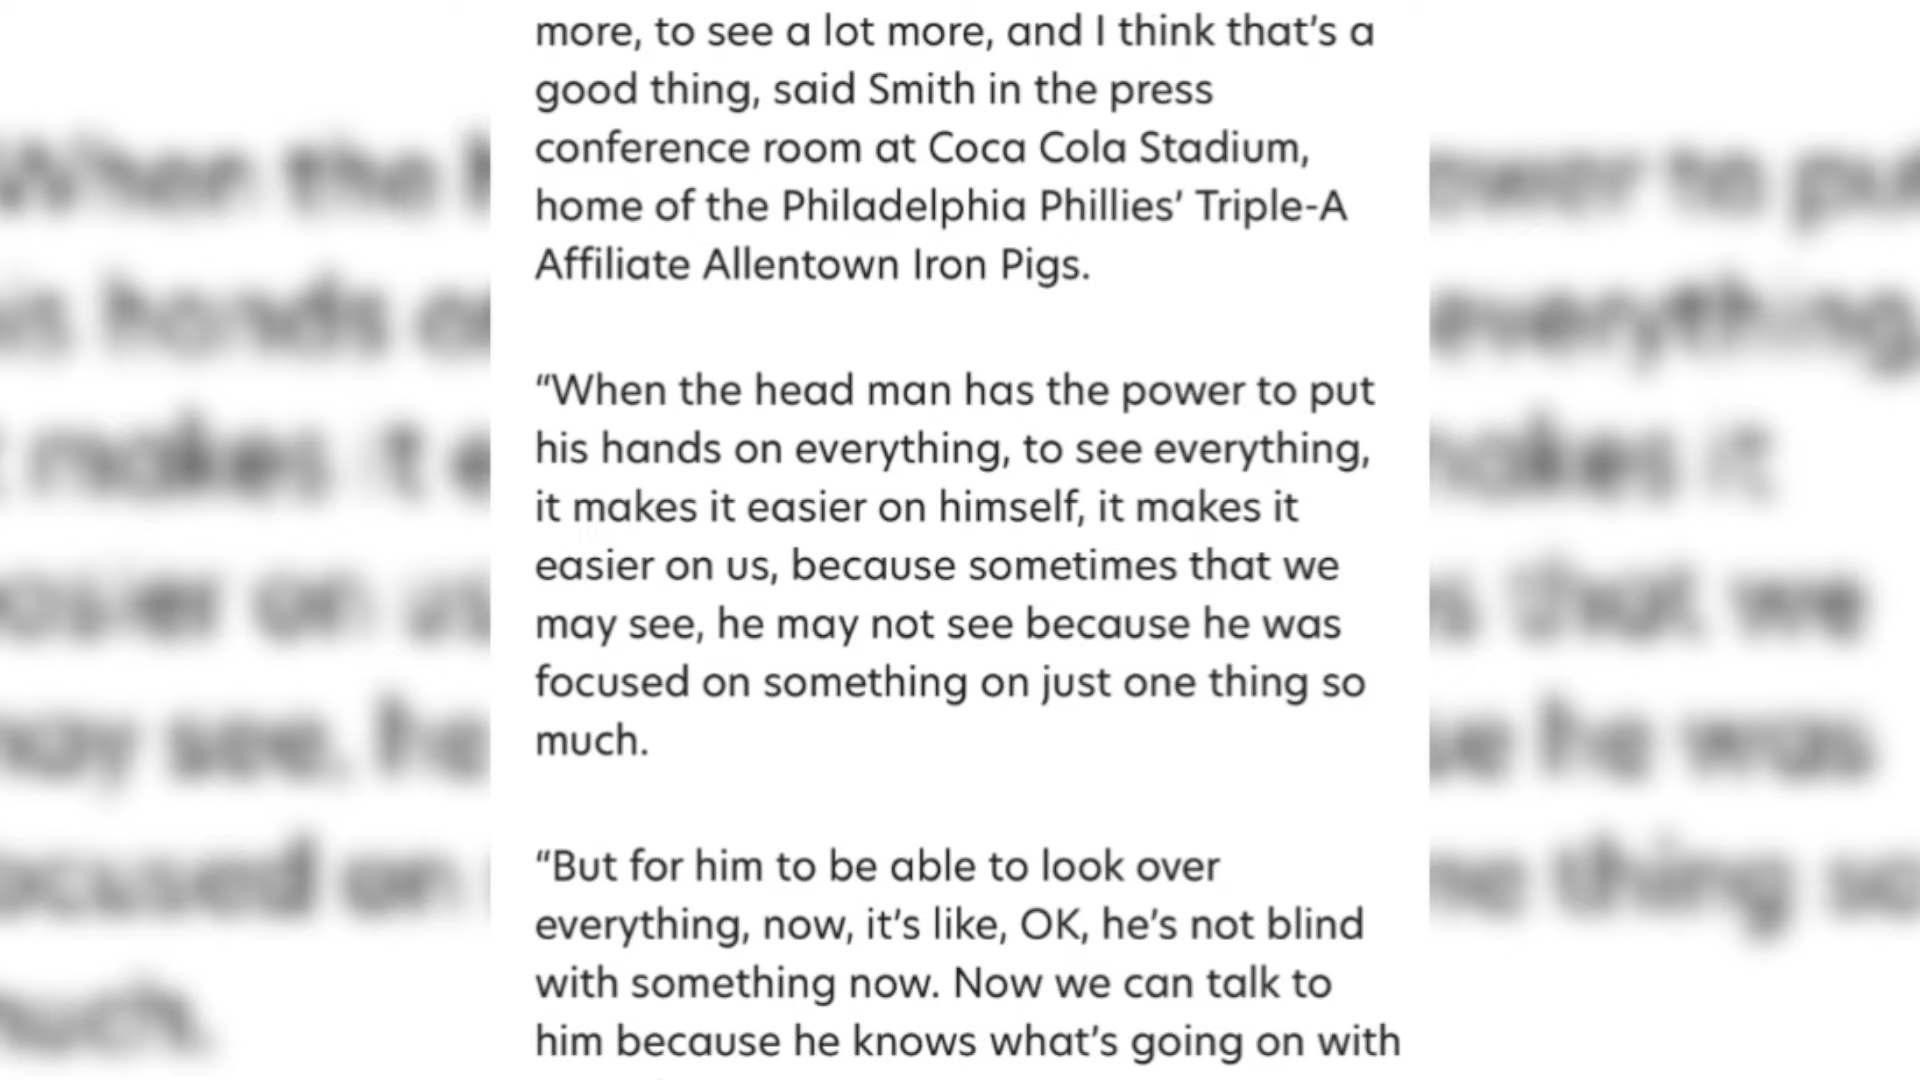 more, to see a lot more, and I think that’s a
good thing, said Smith in the press
conference room at Coca Cola Stadium,
home of the Philadelphia Phillies’ Triple-A
Affiliate Allentown Iron Pigs.
“When the head man has the power to put
his hands on everything, to see everything,
it makes it easier on himself, it makes it
easier on us, because sometimes that we
may see, he may not see because he was
focused on something on just one thing so
much.
“But for him to be able to look over
everything, now, it’s like, OK, he’s not blind
with something now. Now we can talk to
him because he knows what’s going on with